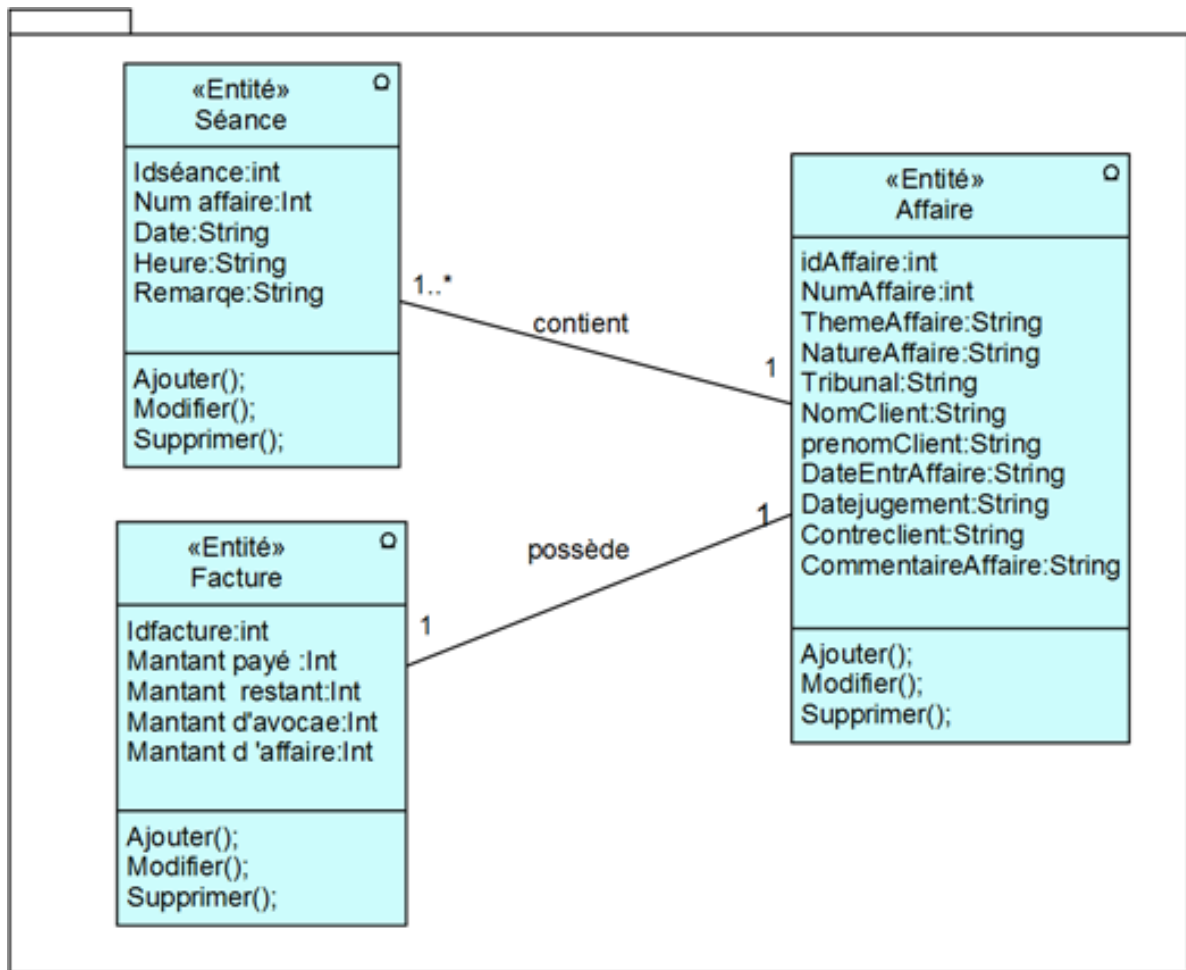 «Entité»
Séance
Idséance:int
Num affaire:Int
Date:String
Heure:String
Remarqe:String
Ajouter();
Modifier();
Supprimer();
1..*
contient
1
«Entité»
Affaire
idAffaire:int
NumAffaire:int
ThemeAffaire:String
NatureAffaire:String
Tribunal:String
NomClient:String
prenomClient:String
DateEntrAffaire:String
Datejugement:String
Contreclient:String
CommentaireAffaire:String
Ajouter();
Modifier();
Supprimer();
1
possède
1
«Entité»
Facture
Idfacture:int
Mantant payé :Int
Mantant  restant:Int
Mantant d'avocae:Int
Mantant d 'affaire:Int
Ajouter();
Modifier();
Supprimer();